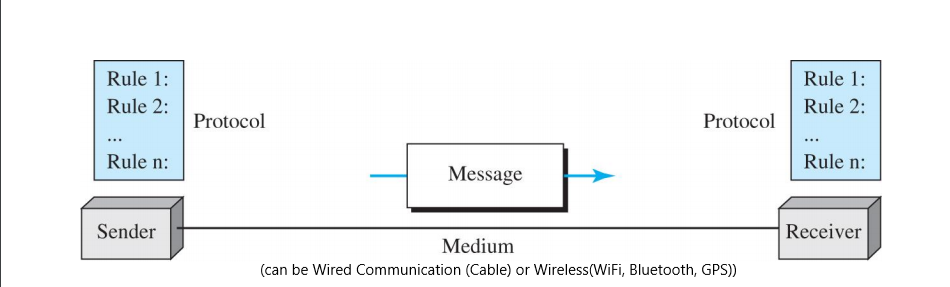 Rule 1:
Rule 2:
...
Rule n:
Protocol
Message
Protocol
Rule 1:
Rule 2:
...
Rule n:
Sender
Medium
Receiver
(can be Wired Communication (Cable) or Wireless(WiFi, Bluetooth, GPS))